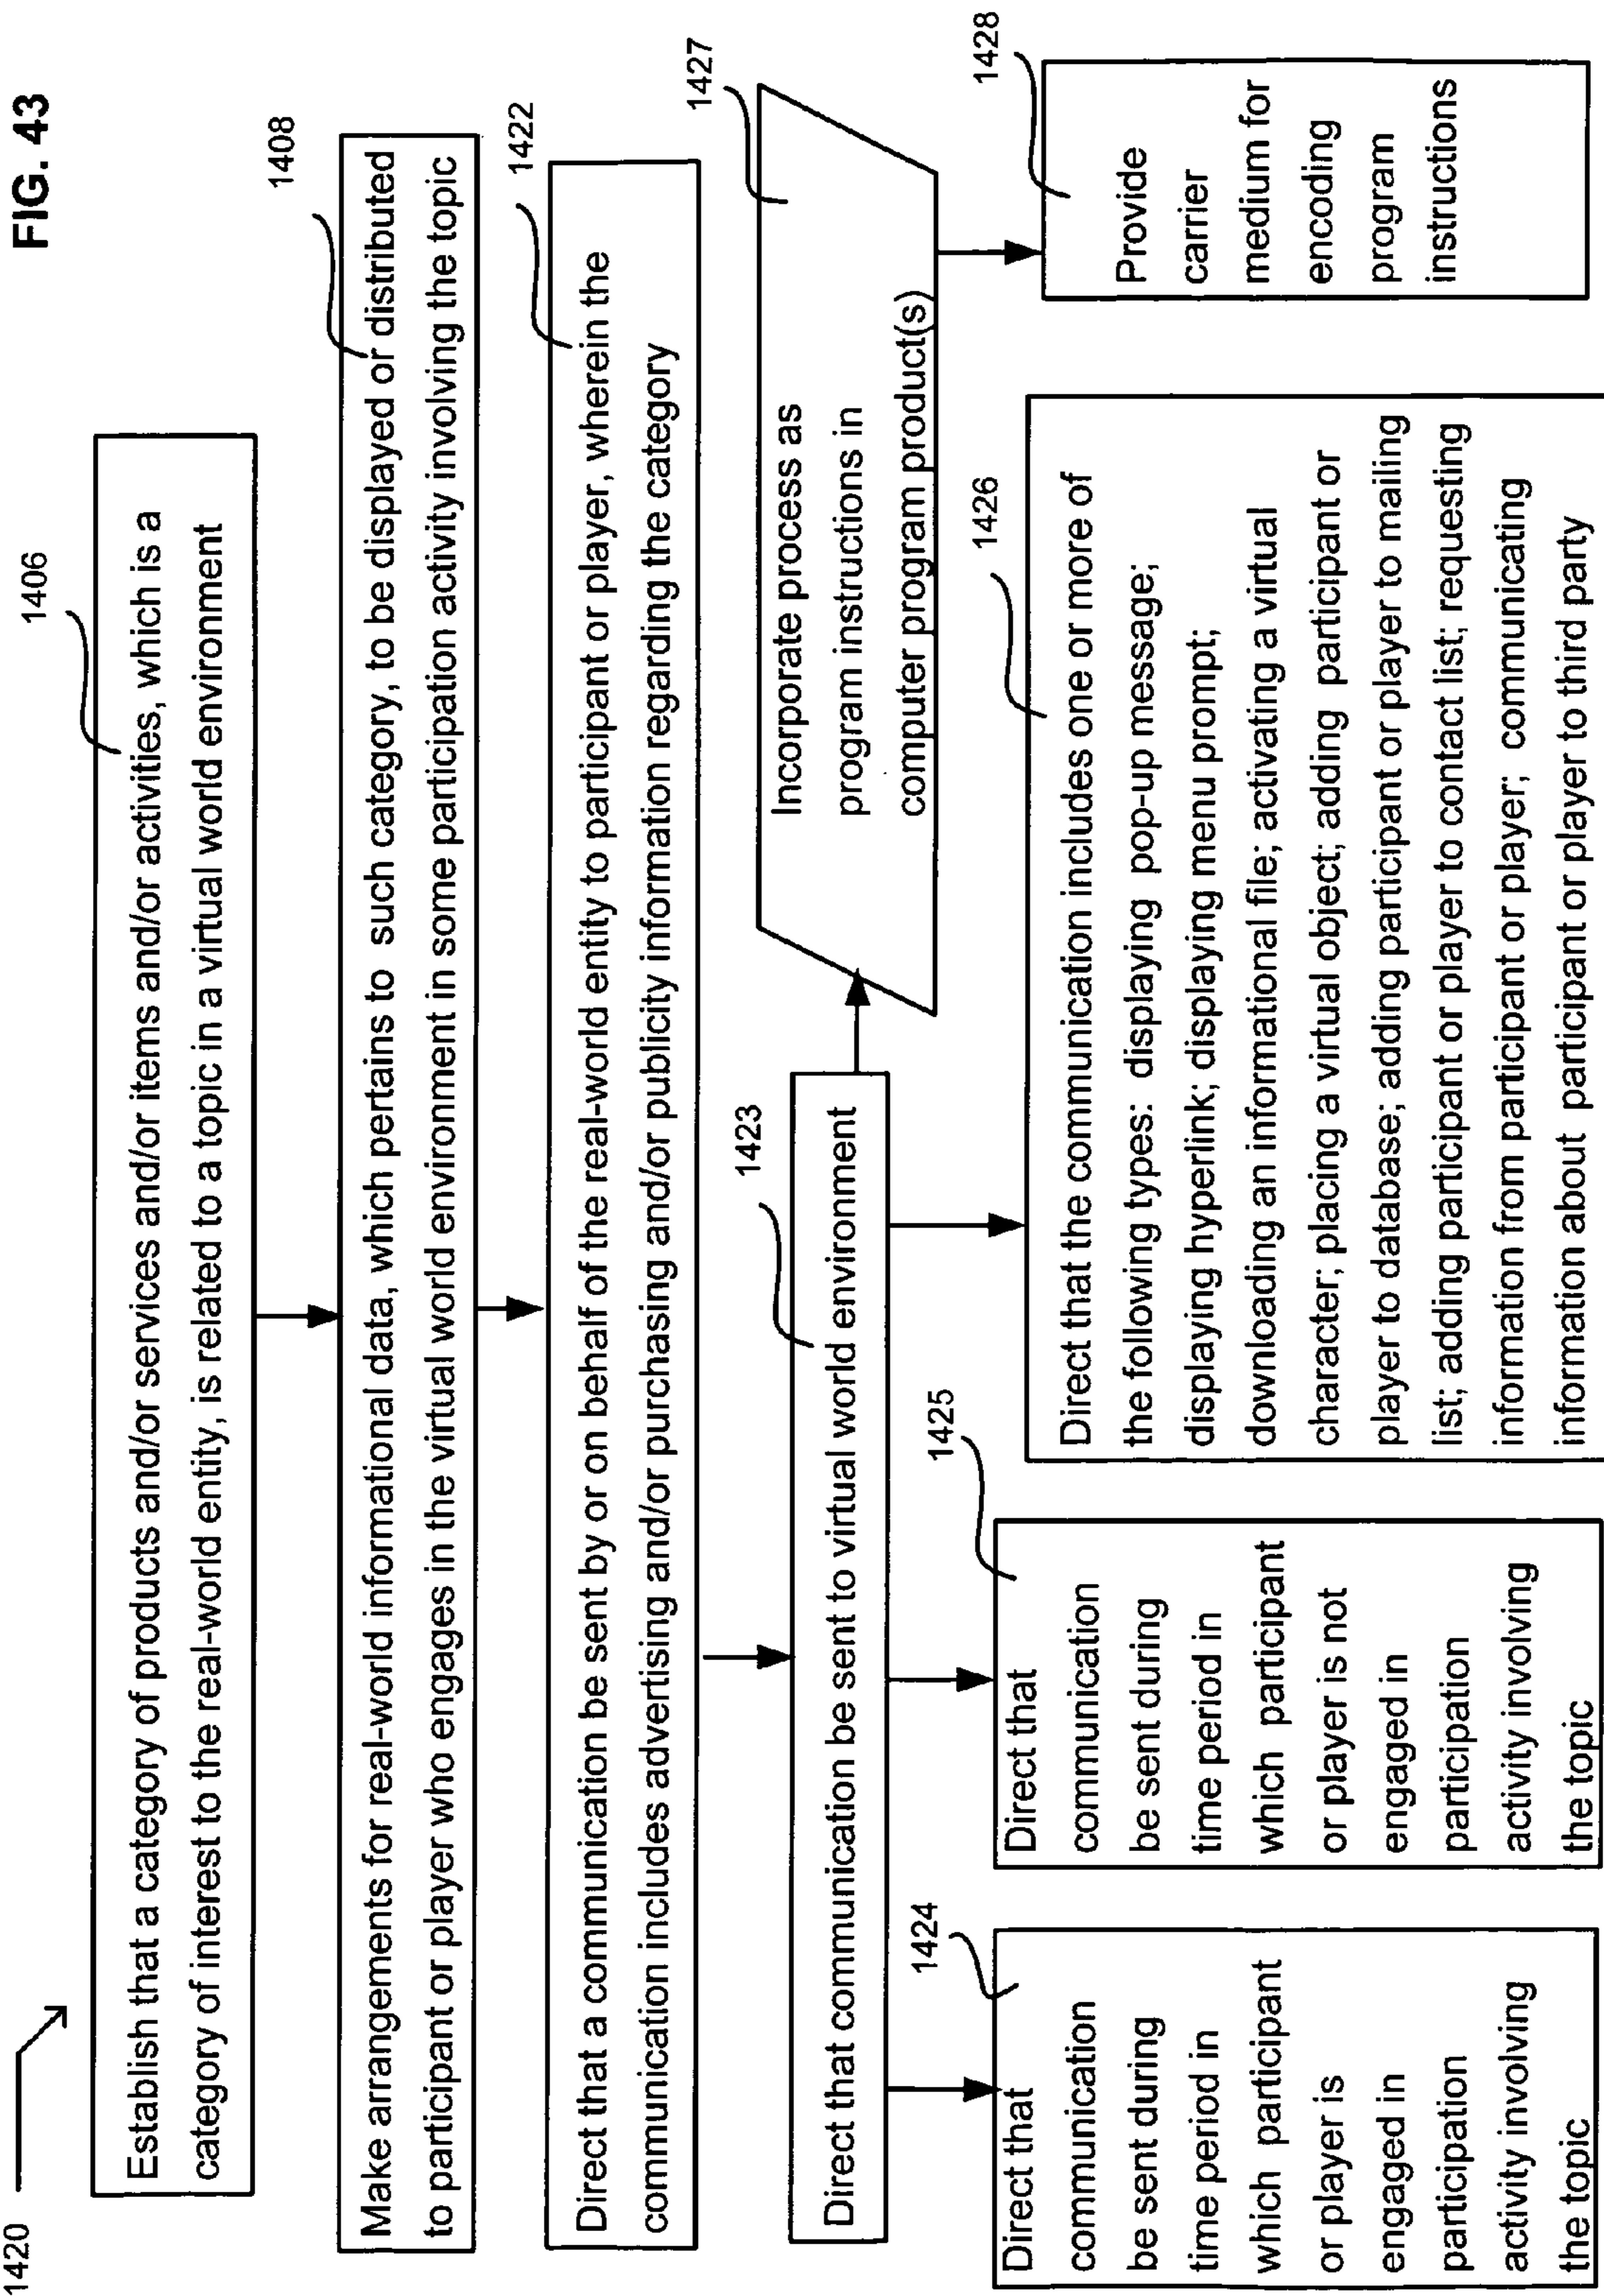 FIG. 43
1420
1406
Establish that a category of products and/or services and/or items and/or activities, which is a
category of interest to the real-world entity, is related to a topic in a virtual world environment
1408
Make arrangements for real-world informational data, which pertains to such category, to be displayed or distributed
to participant or player who engages in the virtual world environment in some participation activity involving the topic
1422
Direct that a communication be sent by or on behalf of the real-world entity to participant or player, wherein the
communication includes advertising and/or purchasing and/or publicity information regarding the category
1423
Direct that communication be sent to virtual world environment
1427
Incorporate process as
program instructions in
computer program product(s)
1424
Direct that
communication
be sent during
time period in
which participant
or player is
engaged in
participation
activity involving
the topic
1425
Direct that
communication
be sent during
time period in
which participant
or player is not
engaged in
participation
activity involving
the topic
1426
Direct that the communication includes one or more of
the following types: displaying pop-up message;
displaying hyperlink; displaying menu prompt;
downloading an informational file; activating a virtual
character; placing a virtual object; adding participant or
player to database; adding participant or player to mailing
list; adding participant or player to contact list; requesting
information from participant or player; communicating
information about participant or player to third party
1428
Provide
carrier
medium for
encoding
program
instructions